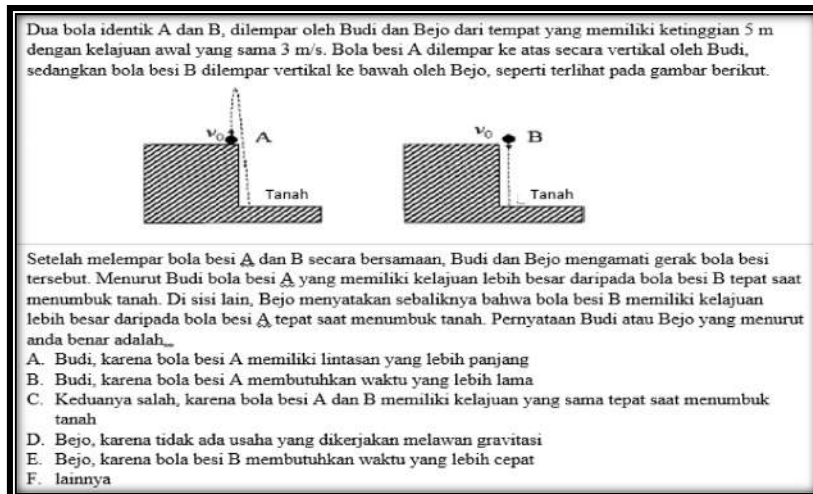 Dua bola identik A dan B, dilempar oleh Budi dan Bejo dari tempat yang memiliki ketinggian 5 m
dengan kelajuan awal yang sama 3 m/s. Bola besi A dilempar ke atas secara vertikal oleh Budi,
sedangkan bola besi B dilempar vertikal ke bawah oleh Bejo, seperti terlihat pada gambar berikut.
v₀ A
Tanah
v₀ B
Tanah
Setelah melempar bola besi A dan B secara bersamaan, Budi dan Bejo mengamati gerak bola besi
tersebut. Menurut Budi bola besi A yang memiliki kelajuan lebih besar daripada bola besi B tepat saat
menumbuk tanah. Di sisi lain, Bejo menyatakan sebaliknya bahwa bola besi B memiliki kelajuan
lebih besar daripada bola besi A tepat saat menumbuk tanah. Pernyataan Budi atau Bejo yang menurut
anda benar adalah...
A. Budi, karena bola besi A memiliki lintasan yang lebih panjang
B. Budi, karena bola besi A membutuhkan waktu yang lebih lama
C. Keduanya salah, karena bola besi A dan B memiliki kelajuan yang sama tepat saat menumbuk
tanah
D. Bejo, karena tidak ada usaha yang dikerjakan melawan gravitasi
E. Bejo, karena bola besi B membutuhkan waktu yang lebih cepat
F. lainnya